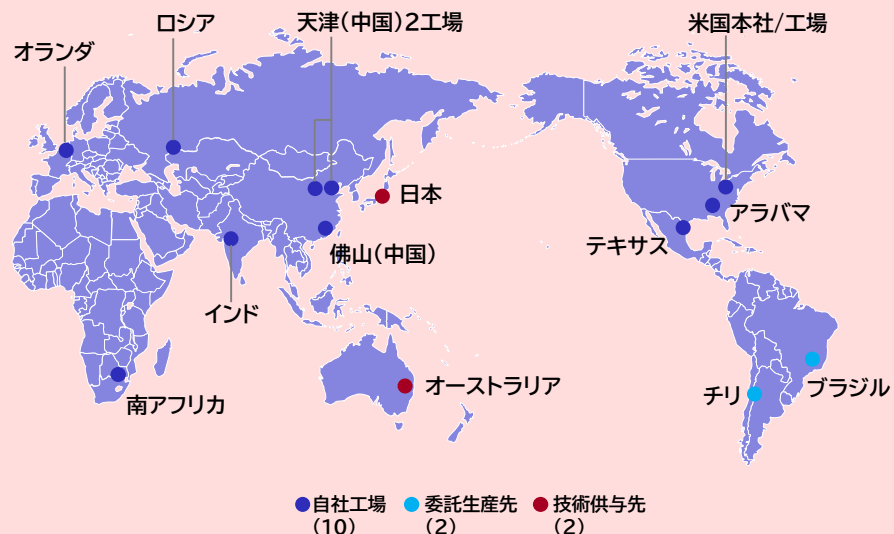 ロシア
天津(中国)2工場
米国本社/工場
オランダ
日本
アラバマ
テキサス
佛山(中国)
インド
オーストラリア
ブラジル
チリ
南アフリカ
自社工場
(10)
委託生産先
(2)
技術供与先
(2)